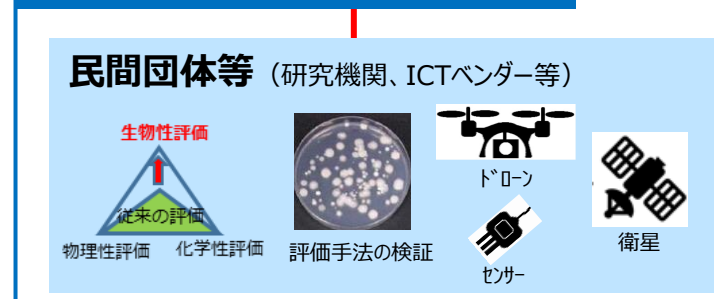 民間団体等（研究機関、ICTベンダー等）
生物性評価
従来の評価
物理性評価
化学性評価
評価手法の検証
ﾄﾞﾛｰﾝ
ｾﾝｻｰ
衛星